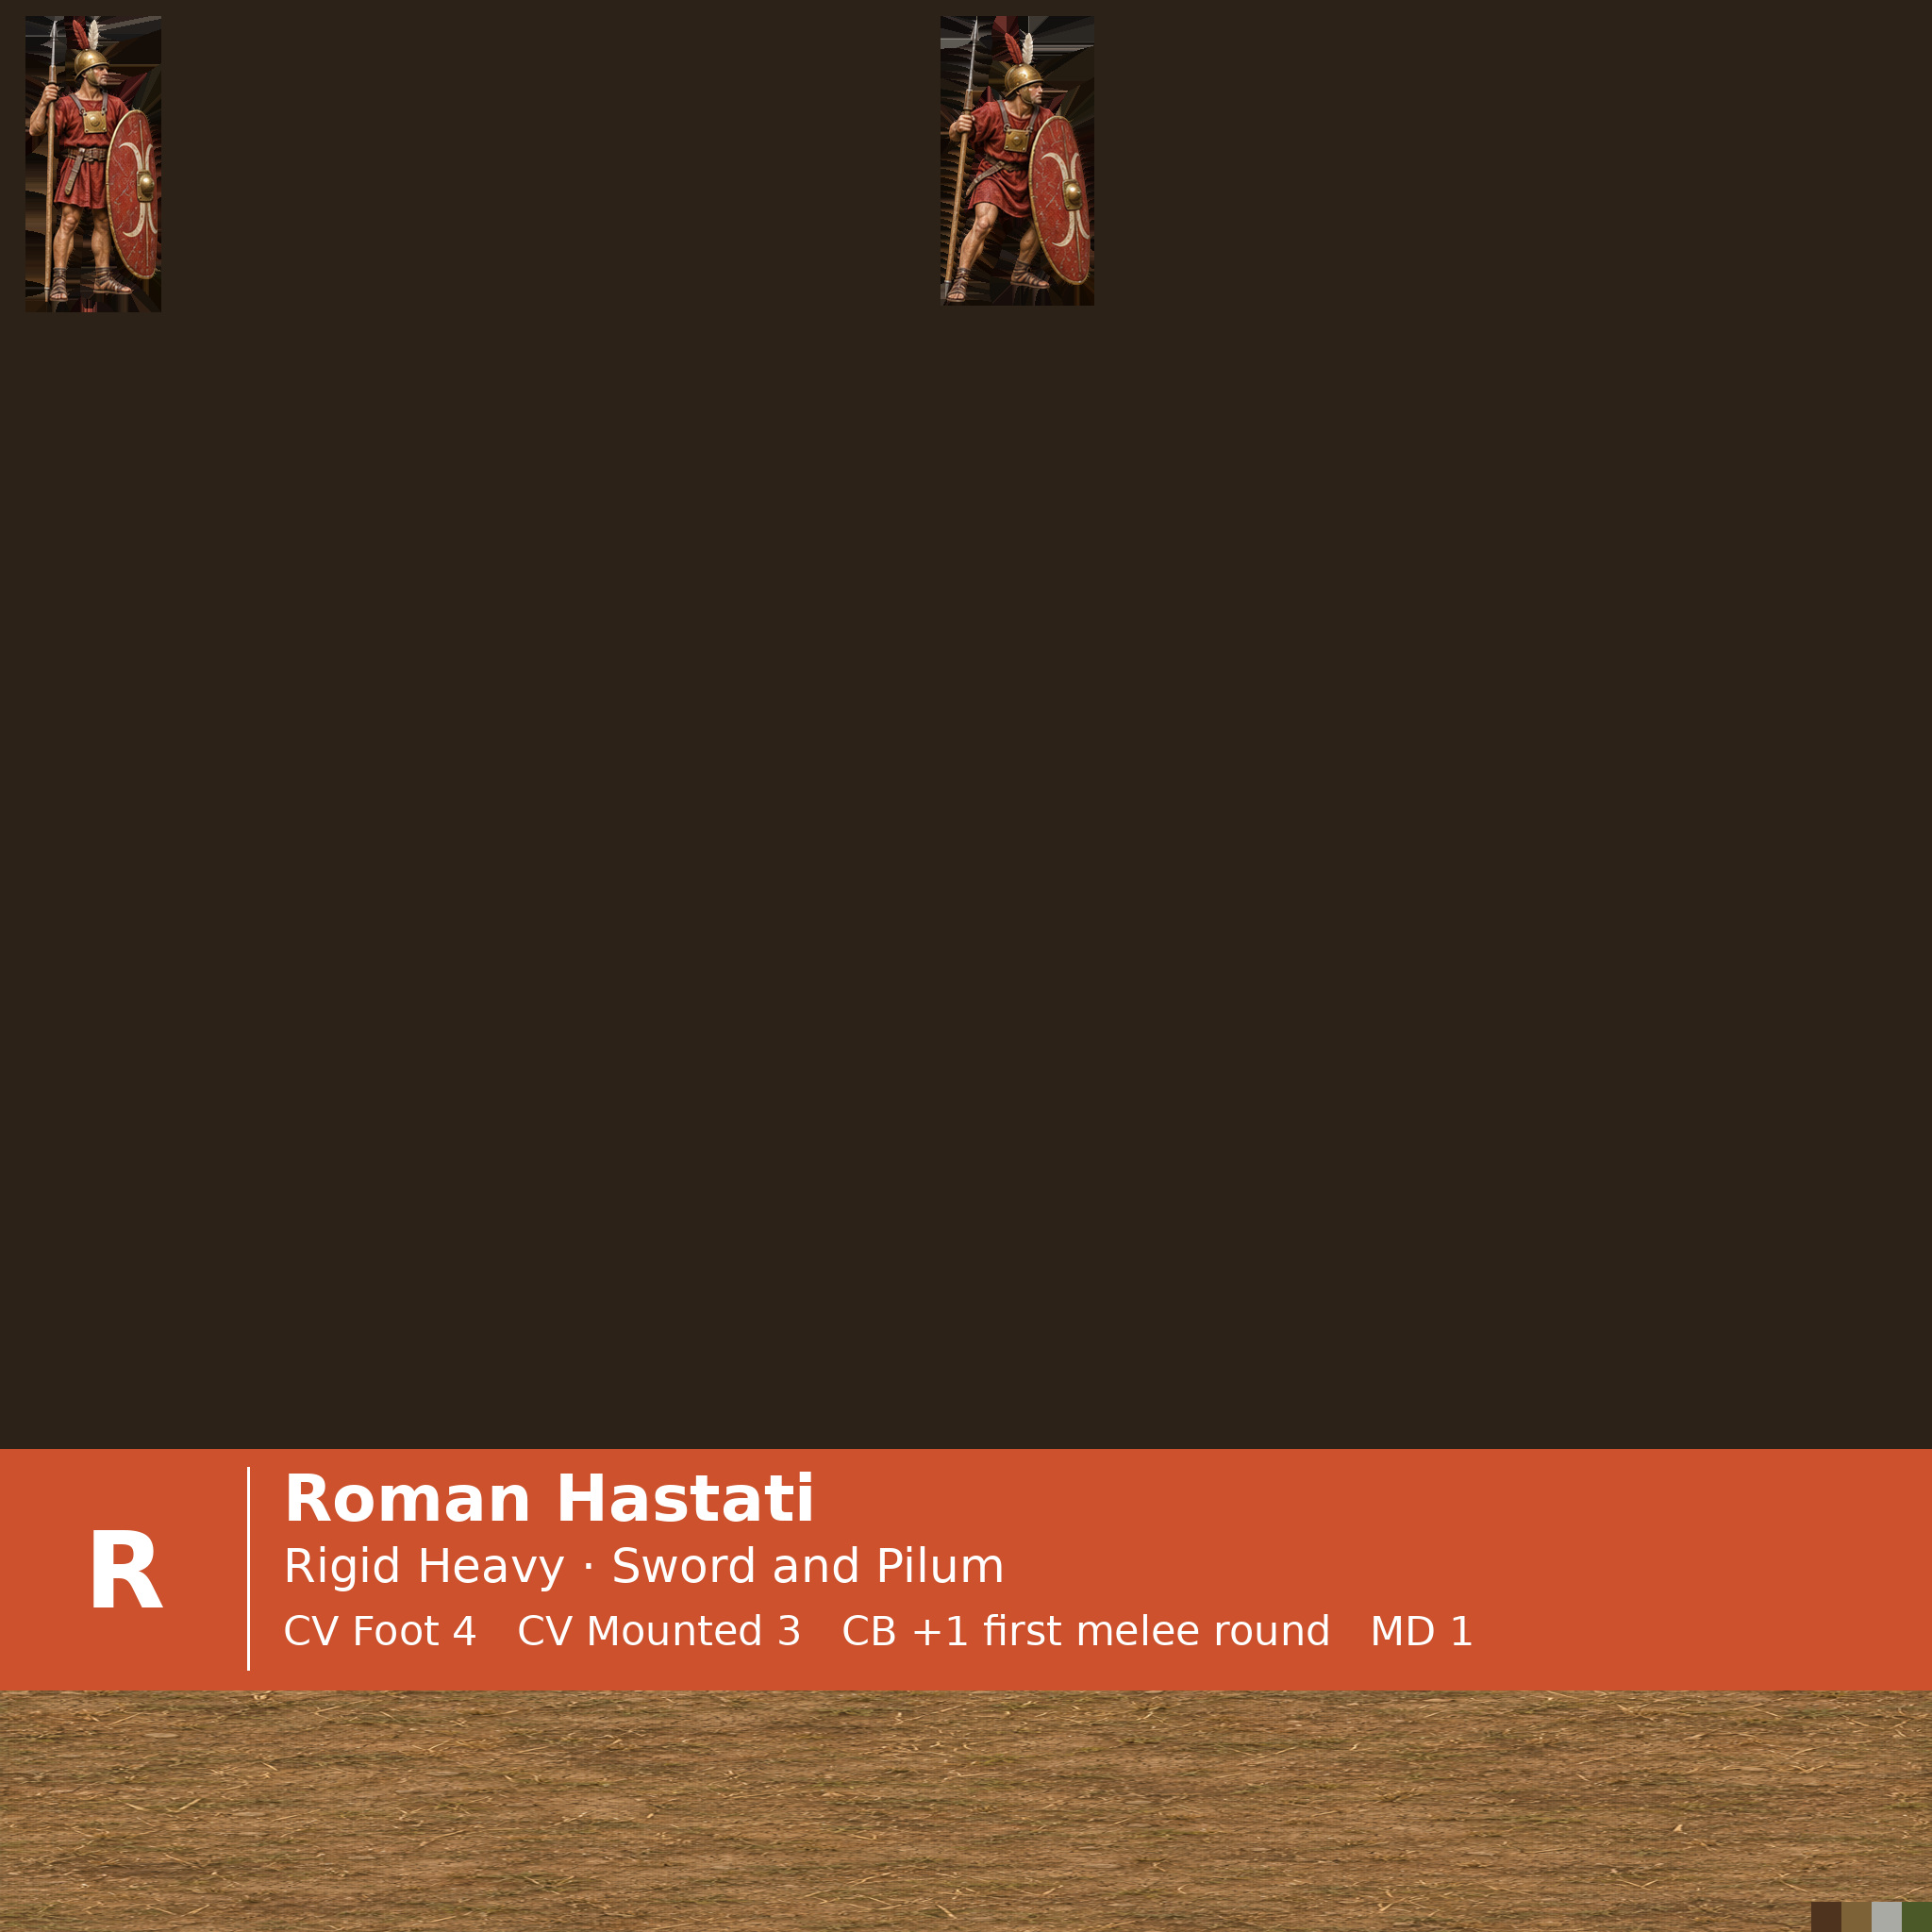 R
Roman Hastati
Rigid Heavy · Sword and Pilum
CV Foot 4 CV Mounted 3 CB +1 first melee round MD 1